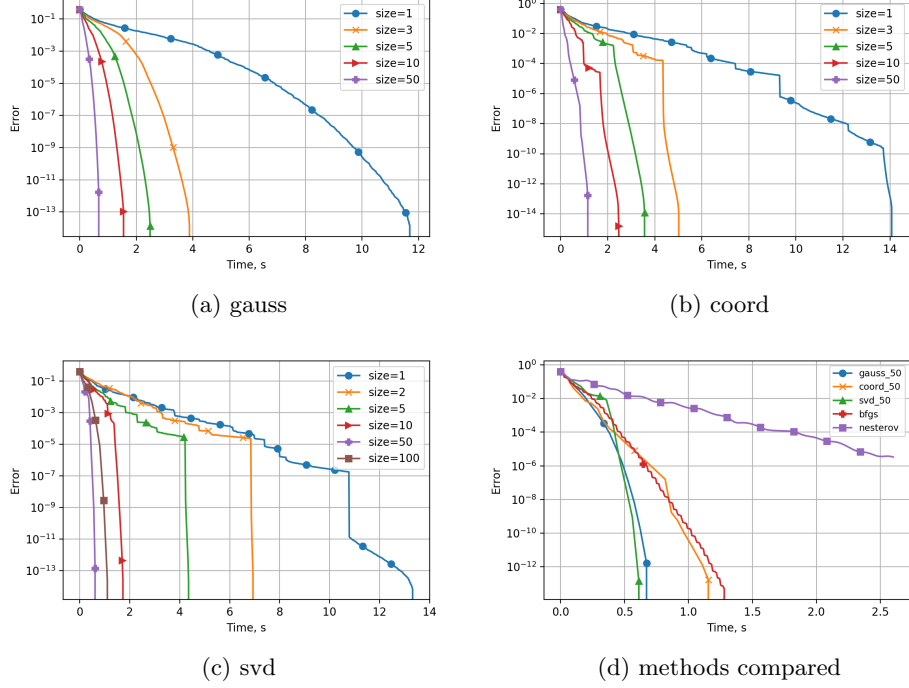 10⁻¹
10⁻³
10⁻⁵
10⁻⁷
10⁻⁹
10⁻¹¹
10⁻¹³
Error
0 2 4 6 8 10 12
Time, s
size=1
size=3
size=5
size=10
size=50
(a) gauss
10⁰
10⁻²
10⁻⁴
10⁻⁶
10⁻⁸
10⁻¹⁰
10⁻¹²
10⁻¹⁴
Error
0 2 4 6 8 10 12 14
Time, s
size=1
size=3
size=5
size=10
size=50
(b) coord
10⁻¹
10⁻³
10⁻⁵
10⁻⁷
10⁻⁹
10⁻¹¹
10⁻¹³
Error
0 2 4 6 8 10 12 14
Time, s
size=1
size=2
size=5
size=10
size=50
size=100
(c) svd
10⁰
10⁻²
10⁻⁴
10⁻⁶
10⁻⁸
10⁻¹⁰
10⁻¹²
Error
0.0 0.5 1.0 1.5 2.0 2.5
Time, s
gauss_50
coord_50
svd_50
bfgs
nesterov
(d) methods compared